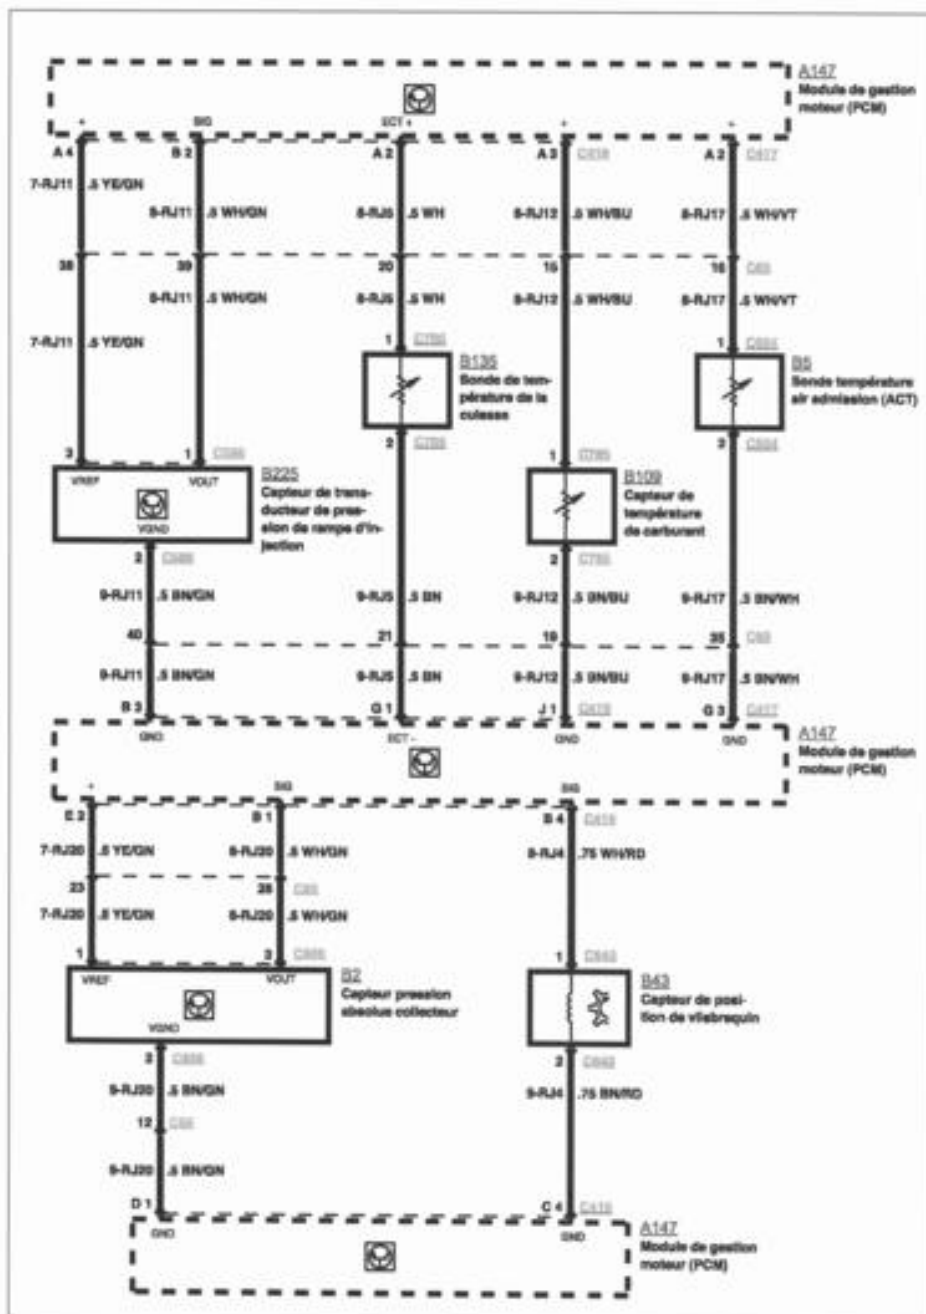 A147
Module de gestion
moteur (PCM)
+ SIG ECT + + +
A 4 B 2 A 2 A 3 A 2 C417
7-RJ11 .5 YE/GN
8-RJ11 .5 WH/GN 8-RJ5 .5 WH 8-RJ12 .5 WH/BU 8-RJ17 .5 WH/VT
38 39 20 15 16
8-RJ11 .5 WH/GN 8-RJ5 .5 WH 8-RJ12 .5 WH/BU 8-RJ17 .5 WH/VT
7-RJ11 .5 YE/GN
1 1
B135
Sonde de tem-
pérature de la
culasse
B5
Sonde température
air admission (ACT)
2 2
3 1 1
VREF VOUT
VGND
B225
Capteur de trans-
ducteur de pres-
sion de rampe d'in-
jection
B109
Capteur de
température
de carburant
2 2
9-RJ11 .5 BN/GN 9-RJ5 .5 BN 9-RJ12 .5 BN/BU 9-RJ17 .5 BN/WH
40 21 19 35
9-RJ11 .5 BN/GN 9-RJ5 .5 BN 9-RJ12 .5 BN/BU 9-RJ17 .5 BN/WH
B 3 G 1 J 1 G 3 C417
GND ECT - GND GND
A147
Module de gestion
moteur (PCM)
+ SIG SIG
E 2 B 1 B 4
7-RJ20 .5 YE/GN 8-RJ20 .5 WH/GN 8-RJ4 .75 WH/RD
23 28
7-RJ20 .5 YE/GN 8-RJ20 .5 WH/GN
1 3 1
VREF VOUT
VGND
B2
Capteur pression
absolue collecteur
B43
Capteur de posi-
tion de vilebrequin
2 2
9-RJ20 .5 BN/GN 9-RJ4 .75 BN/RD
12
9-RJ20 .5 BN/GN
D 1 C 4
GND GND
A147
Module de gestion
moteur (PCM)